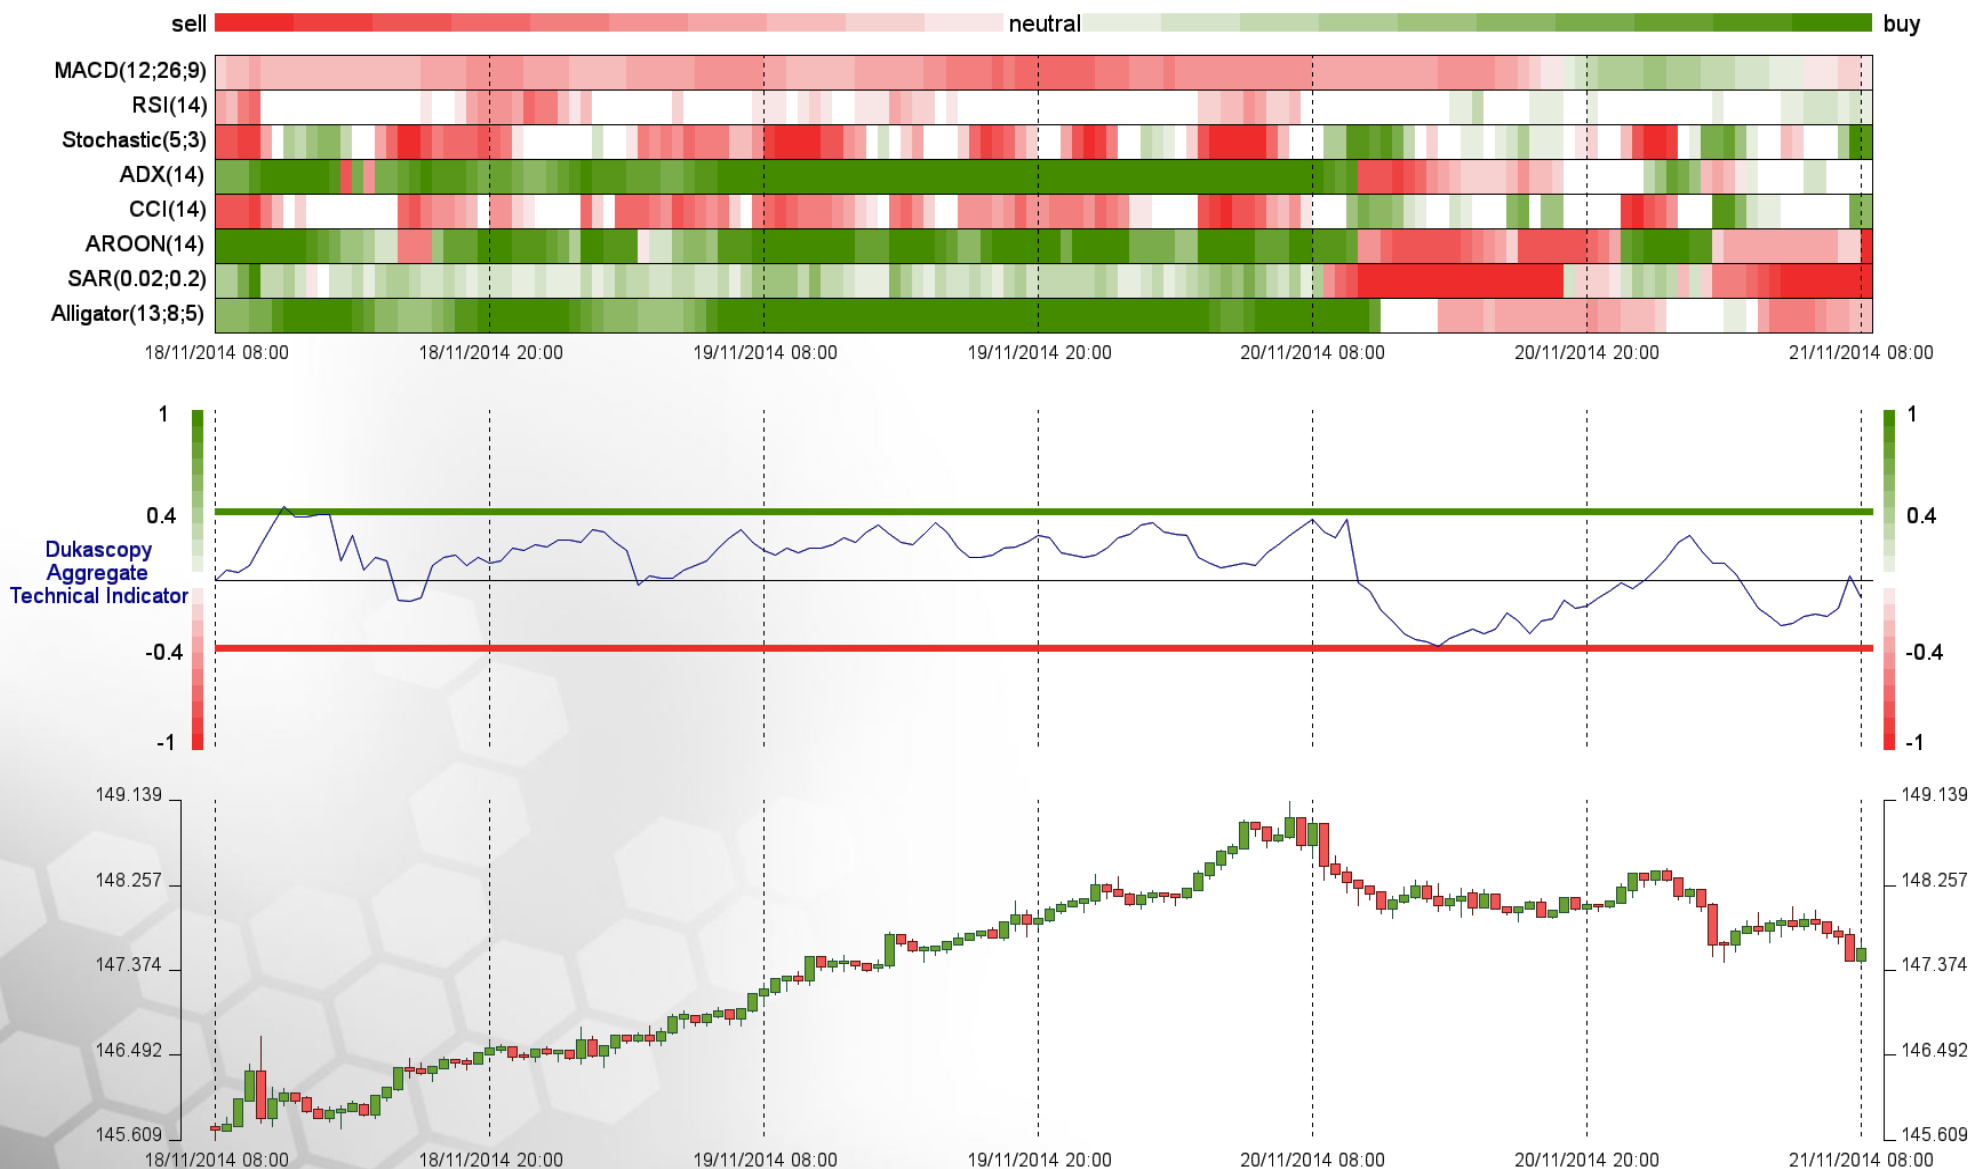 sell neutral buy
MACD(12;26;9)
RSI(14)
Stochastic(5;3)
ADX(14)
CCI(14)
AROON(14)
SAR(0.02;0.2)
Alligator(13;8;5)
18/11/2014 08:00 18/11/2014 20:00 19/11/2014 08:00 19/11/2014 20:00 20/11/2014 08:00 20/11/2014 20:00 21/11/2014 08:00
1 1
0.4 0.4
Dukascopy
Aggregate
Technical Indicator
-0.4 -0.4
-1 -1
149.139 149.139
148.257 148.257
147.374 147.374
146.492 146.492
145.609 145.609
18/11/2014 08:00 18/11/2014 20:00 19/11/2014 08:00 19/11/2014 20:00 20/11/2014 08:00 20/11/2014 20:00 21/11/2014 08:00